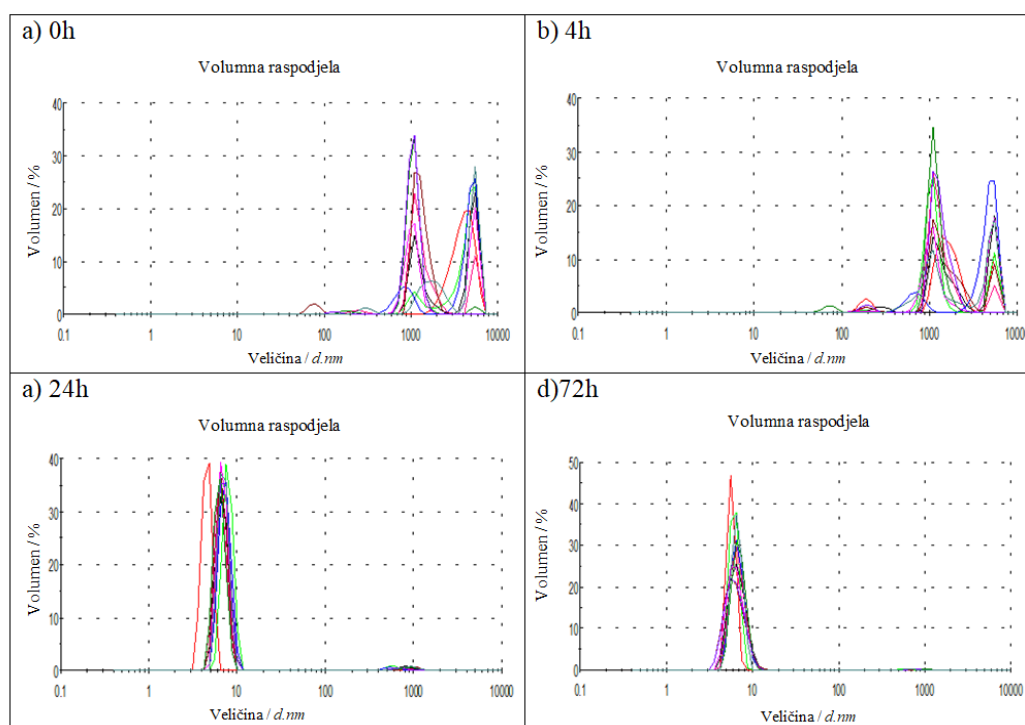 a) 0h
Volumna raspodjela
40
30
20
10
0
0.1 1 10 100 1000 10000
Volumen / %
Veličina / d.nm
b) 4h
Volumna raspodjela
40
30
20
10
0
0.1 1 10 100 1000 10000
Volumen / %
Veličina / d.nm
a) 24h
Volumna raspodjela
40
30
20
10
0
0.1 1 10 100 1000 10000
Volumen / %
Veličina / d.nm
d)72h
Volumna raspodjela
50
40
30
20
10
0
0.1 1 10 100 1000 10000
Volumen / %
Veličina / d.nm